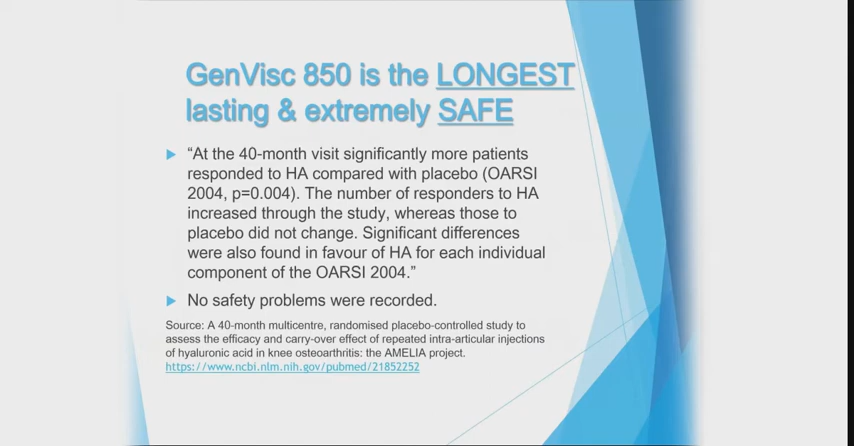 GenVisc 850 is the LONGEST
lasting & extremely SAFE
“At the 40-month visit significantly more patients
responded to HA compared with placebo (OARSI
2004, p=0.004). The number of responders to HA
increased through the study, whereas those to
placebo did not change. Significant differences
were also found in favour of HA for each individual
component of the OARSI 2004.”
No safety problems were recorded.
Source: A 40-month multicentre, randomised placebo-controlled study to
assess the efficacy and carry-over effect of repeated intra-articular injections
of hyaluronic acid in knee osteoarthritis: the AMELIA project.
https://www.ncbi.nlm.nih.gov/pubmed/21852252